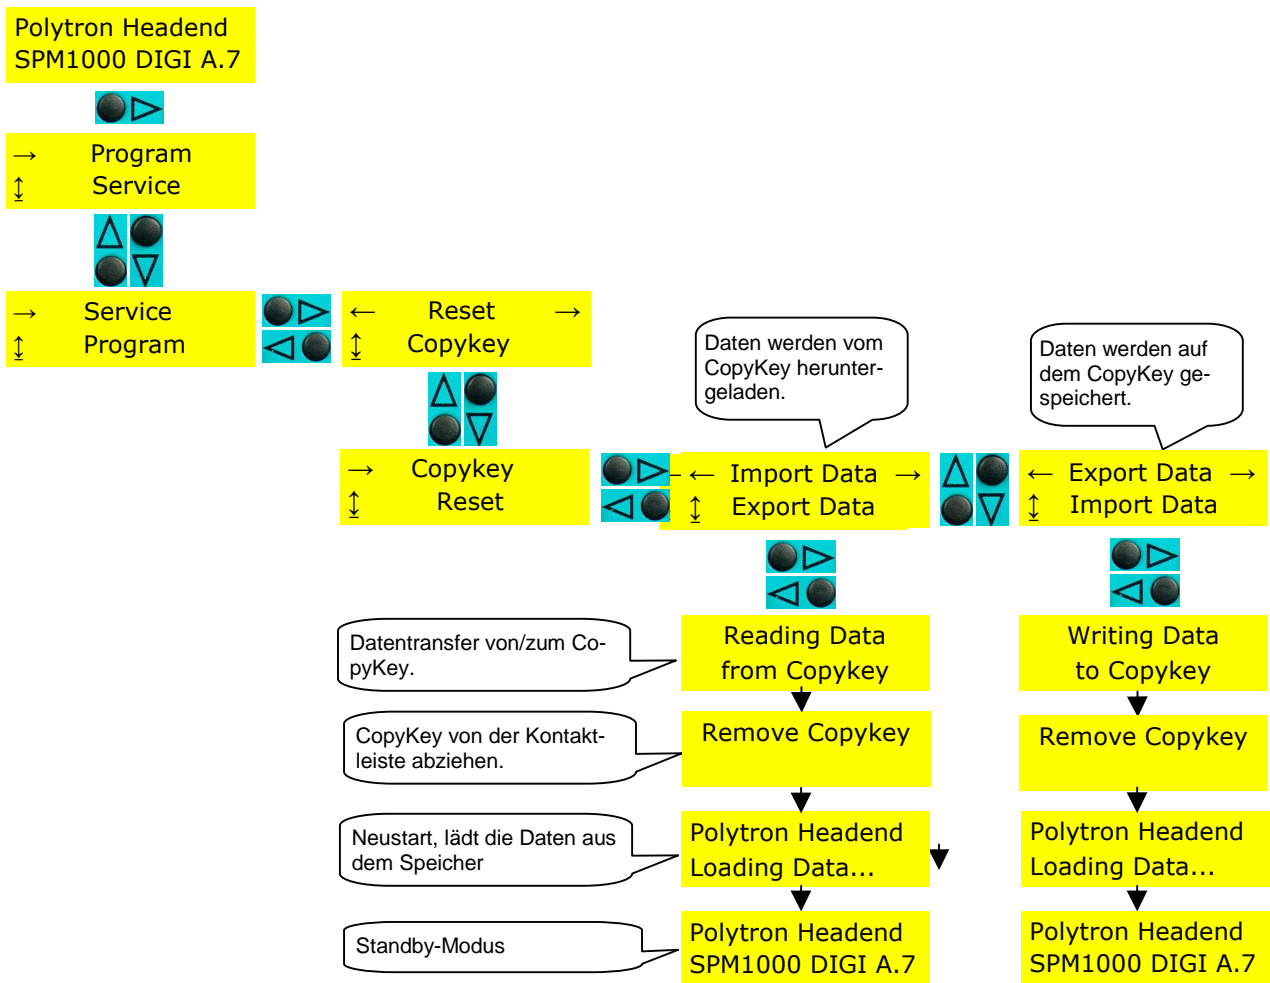 Polytron Headend
SPM1000 DIGI A.7
→ Program
↨ Service
→ Service
↨ Program
← Reset →
↨ Copykey
Daten werden vom
CopyKey herunter-
geladen.
Daten werden auf
dem CopyKey ge-
speichert.
→ Copykey
↨ Reset
← Import Data →
↨ Export Data
← Export Data →
↨ Import Data
Datentransfer von/zum Co-
pyKey.
Reading Data
from Copykey
Writing Data
to Copykey
CopyKey von der Kontakt-
leiste abziehen.
Remove Copykey
Remove Copykey
Neustart, lädt die Daten aus
dem Speicher
Polytron Headend
Loading Data...
Polytron Headend
Loading Data...
Standby-Modus
Polytron Headend
SPM1000 DIGI A.7
Polytron Headend
SPM1000 DIGI A.7